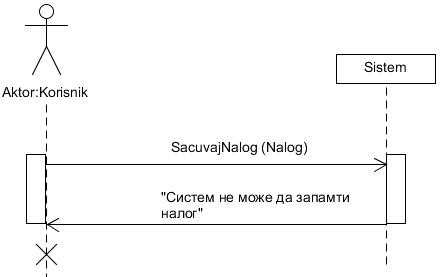 Sistem
Aktor:Korisnik
SacuvajNalog (Nalog)
"Систем не може да запамти
налог"